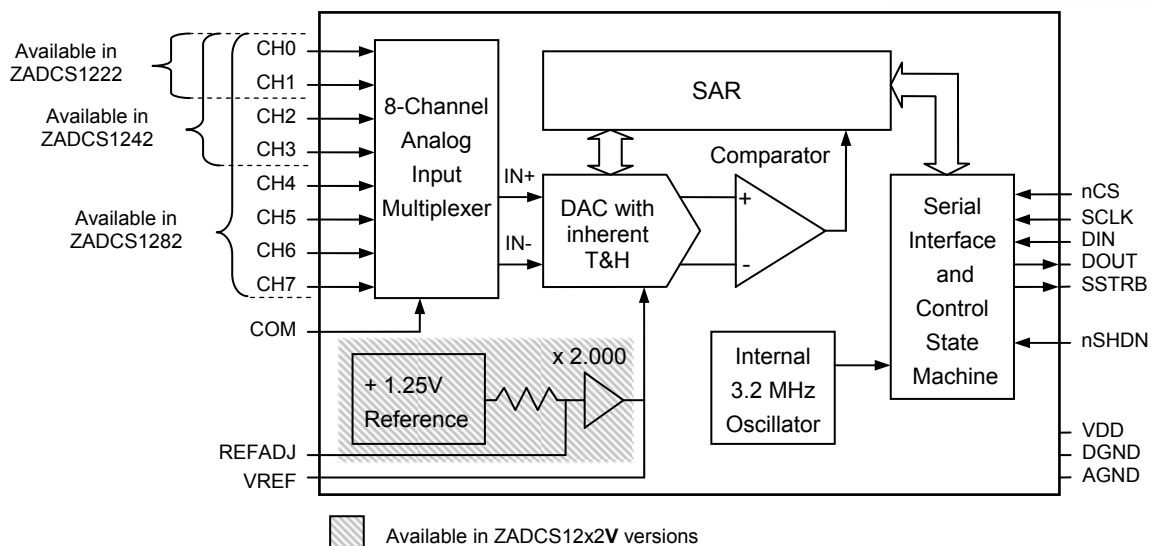 Available in
ZADCS1222
Available in
ZADCS1242
Available in
ZADCS1282
CH0
CH1
CH2
CH3
CH4
CH5
CH6
CH7
COM
REFADJ
VREF
8-Channel
Analog
Input
Multiplexer
IN+
IN-
SAR
DAC with
inherent
T&H
Comparator
+
-
x 2.000
+ 1.25V
Reference
Internal
3.2 MHz
Oscillator
Serial
Interface
and
Control
State
Machine
nCS
SCLK
DIN
DOUT
SSTRB
nSHDN
VDD
DGND
AGND
Available in ZADCS12x2V versions